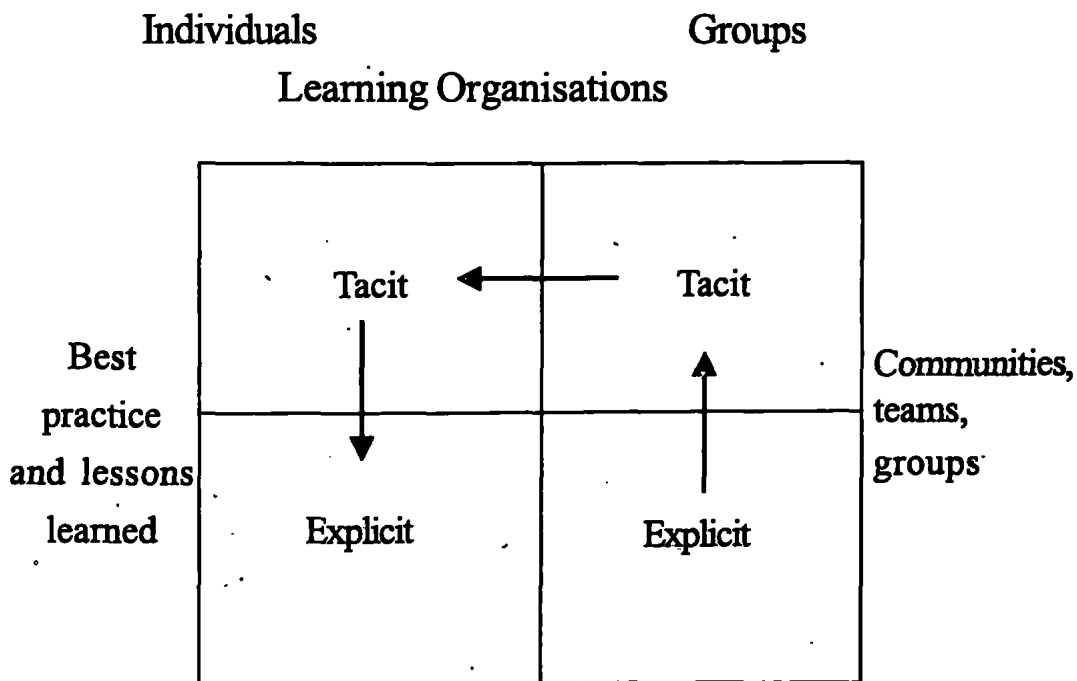 Individuals Groups
Learning Organisations
Tacit Tacit
Best
practice
and lessons
learned
Communities,
teams,
groups
Explicit Explicit